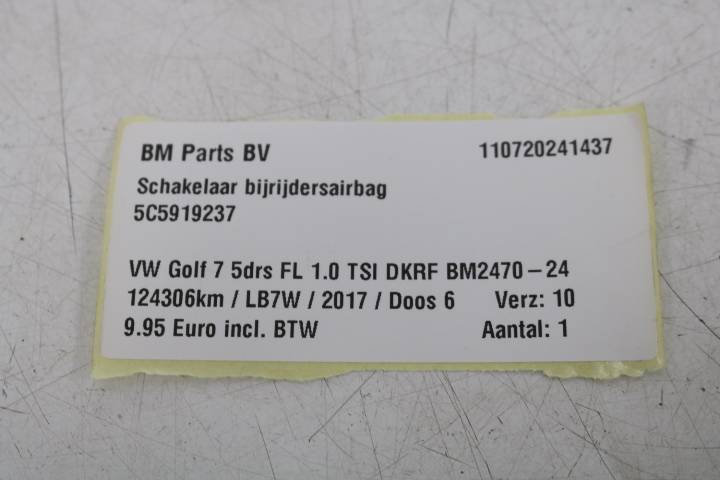 BM Parts BV 110720241437
Schakelaar bijrijdersairbag
5C5919237
VW Golf 7 5drs FL 1.0 TSI DKRF BM2470-24
124306km / LB7W / 2017 / Doos 6 Verz: 10
9.95 Euro incl. BTW Aantal: 1